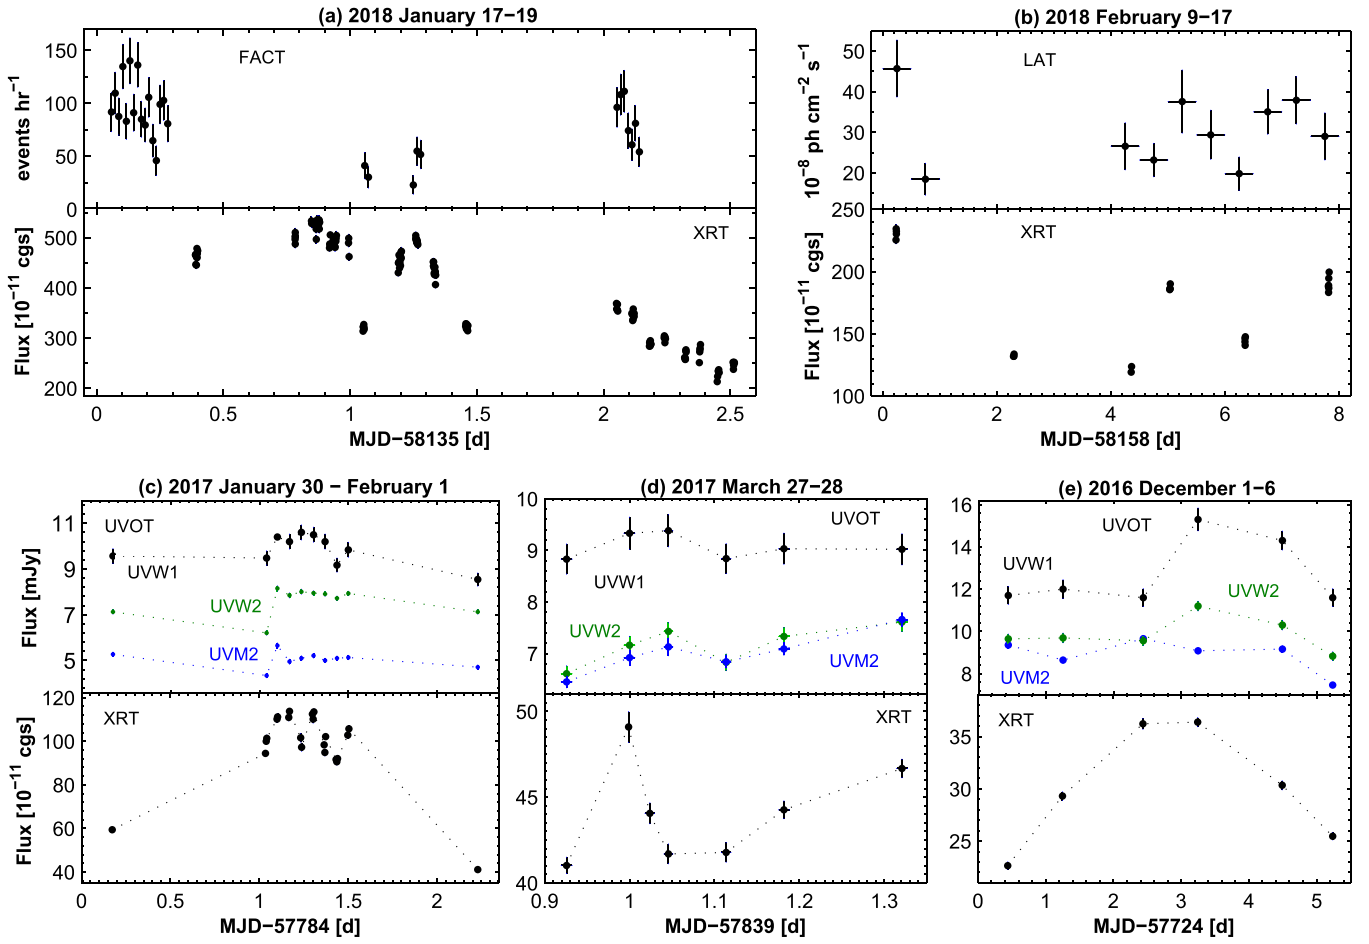 (a) 2018 January 17−19
(b) 2018 February 9−17
events hr⁻¹
150
100
50
0
FACT
10⁻⁸ ph cm⁻² s⁻¹
50
40
30
20
LAT
Flux [10⁻¹¹ cgs]
500
400
300
200
XRT
Flux [10⁻¹¹ cgs]
250
200
150
100
XRT
0 0.5 1 1.5 2 2.5
MJD−58135 [d]
0 2 4 6 8
MJD−58158 [d]
(c) 2017 January 30 − February 1
(d) 2017 March 27−28
(e) 2016 December 1−6
Flux [mJy]
11
9
7
5
UVOT
UVW1
UVW2
UVM2
10
9
8
7
UVOT
UVW1
UVW2
UVM2
16
14
12
10
8
UVOT
UVW1
UVW2
UVM2
Flux [10⁻¹¹ cgs]
120
100
80
60
40
XRT
50
45
40
XRT
35
30
25
XRT
0 0.5 1 1.5 2
MJD−57784 [d]
0.9 1 1.1 1.2 1.3
MJD−57839 [d]
0 1 2 3 4 5
MJD−57724 [d]